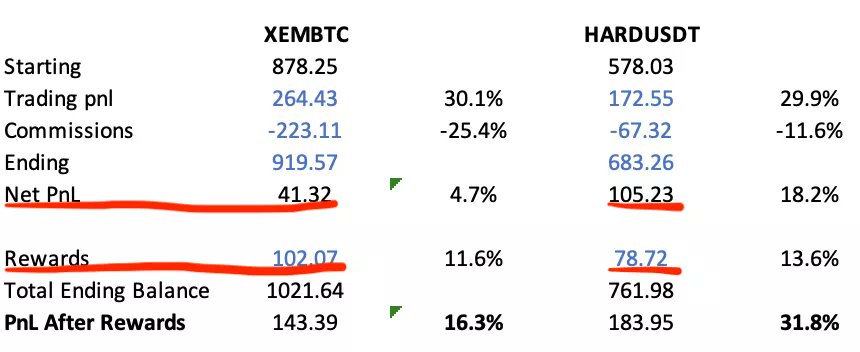 XEMBTC HARDUSDT
Starting 878.25 578.03
Trading pnl 264.43 30.1% 172.55 29.9%
Commissions -223.11 -25.4% -67.32 -11.6%
Ending 919.57 683.26
Net PnL 41.32 4.7% 105.23 18.2%
Rewards 102.07 11.6% 78.72 13.6%
Total Ending Balance 1021.64 761.98
PnL After Rewards 143.39 16.3% 183.95 31.8%